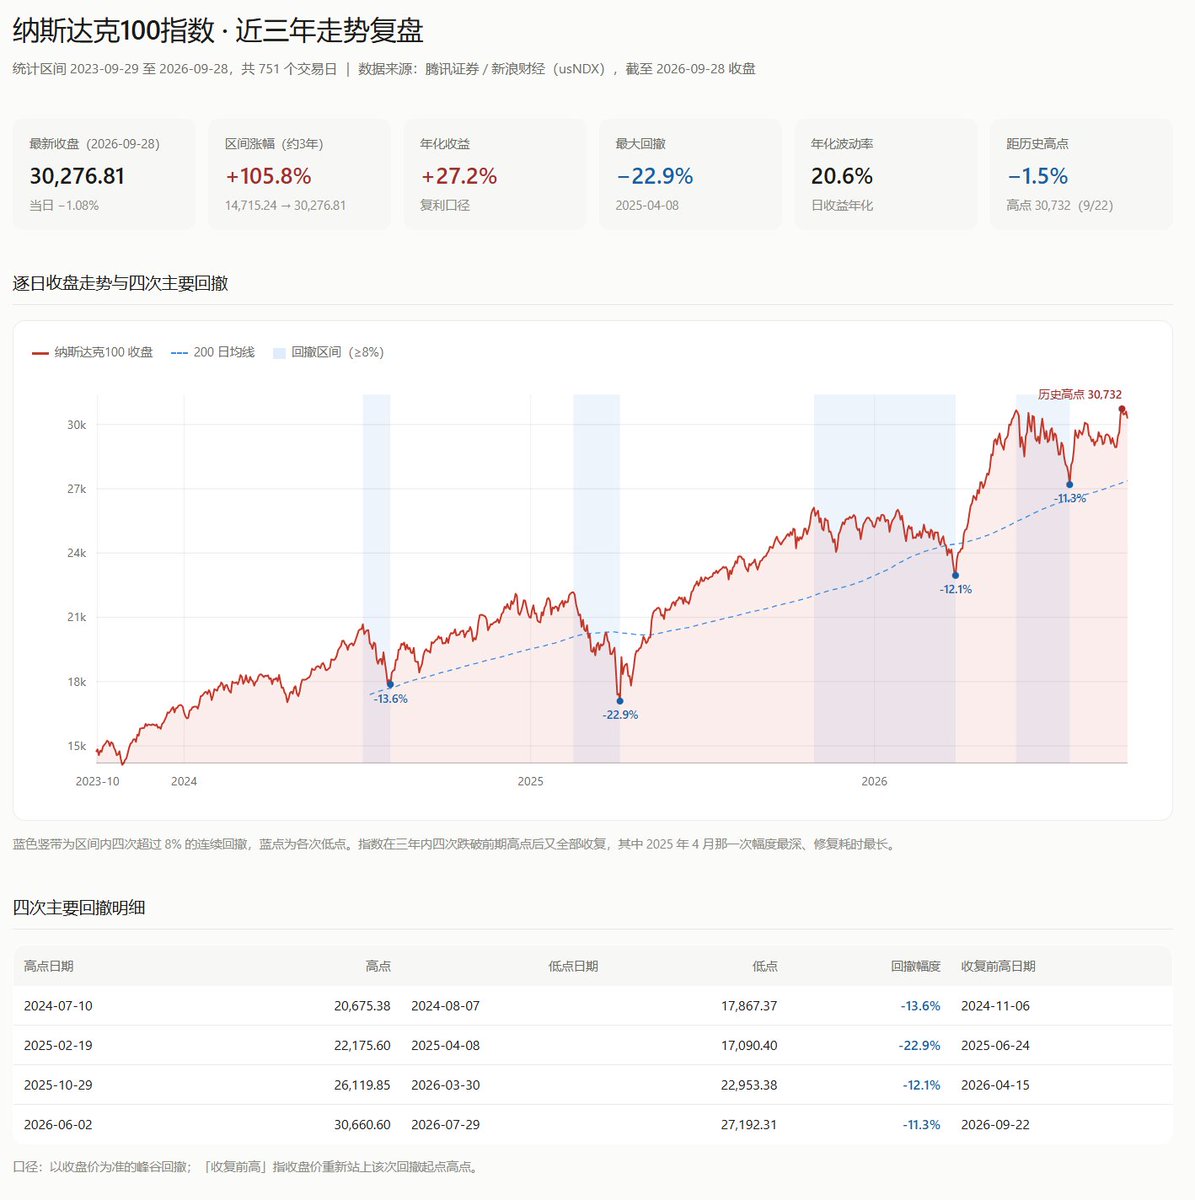 纳斯达克100指数 · 近三年走势复盘
统计区间 2023-09-29 至 2026-09-28，共 751 个交易日 ｜ 数据来源：腾讯证券 / 新浪财经（usNDX），截至 2026-09-28 收盘
最新收盘（2026-09-28）
30,276.81
当日 −1.08%
区间涨幅（约3年）
+105.8%
14,715.24 → 30,276.81
年化收益
+27.2%
复利口径
最大回撤
−22.9%
2025-04-08
年化波动率
20.6%
日收益年化
距历史高点
−1.5%
高点 30,732（9/22）
逐日收盘走势与四次主要回撤
纳斯达克100 收盘 200 日均线 回撤区间（≥8%）
历史高点 30,732
30k
27k
24k
21k
18k
15k
-13.6%
-22.9%
-12.1%
-11.3%
2023-10 2024 2025 2026
蓝色竖带为区间内四次超过 8% 的连续回撤，蓝点为各次低点。指数在三年内四次跌破前期高点后又全部收复，其中 2025 年 4 月那一次幅度最深、修复耗时最长。
四次主要回撤明细
高点日期 高点 低点日期 低点 回撤幅度 收复前高日期
2024-07-10 20,675.38 2024-08-07 17,867.37 -13.6% 2024-11-06
2025-02-19 22,175.60 2025-04-08 17,090.40 -22.9% 2025-06-24
2025-10-29 26,119.85 2026-03-30 22,953.38 -12.1% 2026-04-15
2026-06-02 30,660.60 2026-07-29 27,192.31 -11.3% 2026-09-22
口径：以收盘价为准的峰谷回撤；「收复前高」指收盘价重新站上该次回撤起点高点。